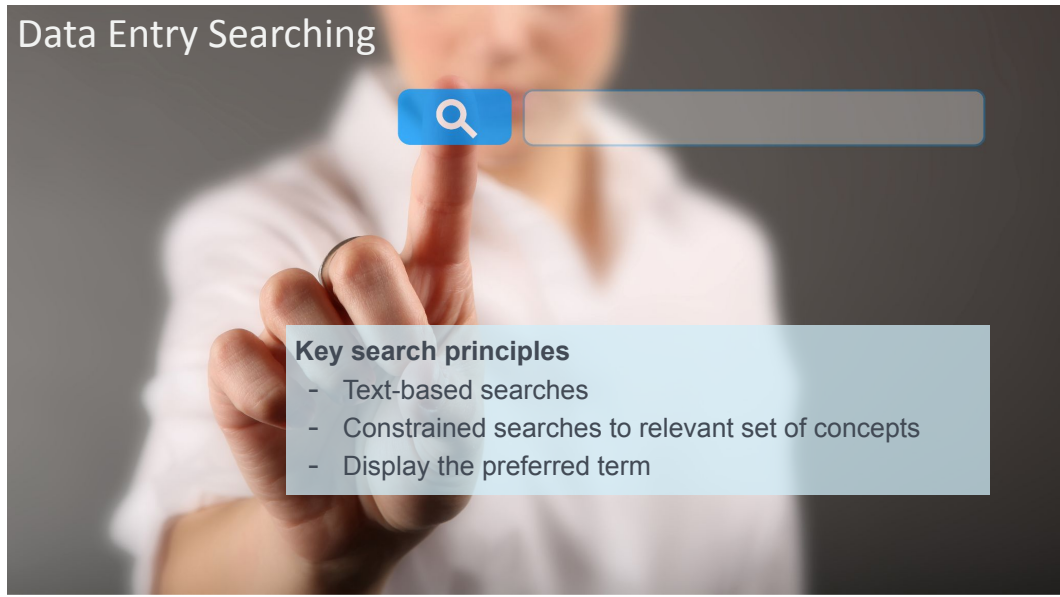 Data Entry Searching
Key search principles
- Text-based searches
- Constrained searches to relevant set of concepts
- Display the preferred term